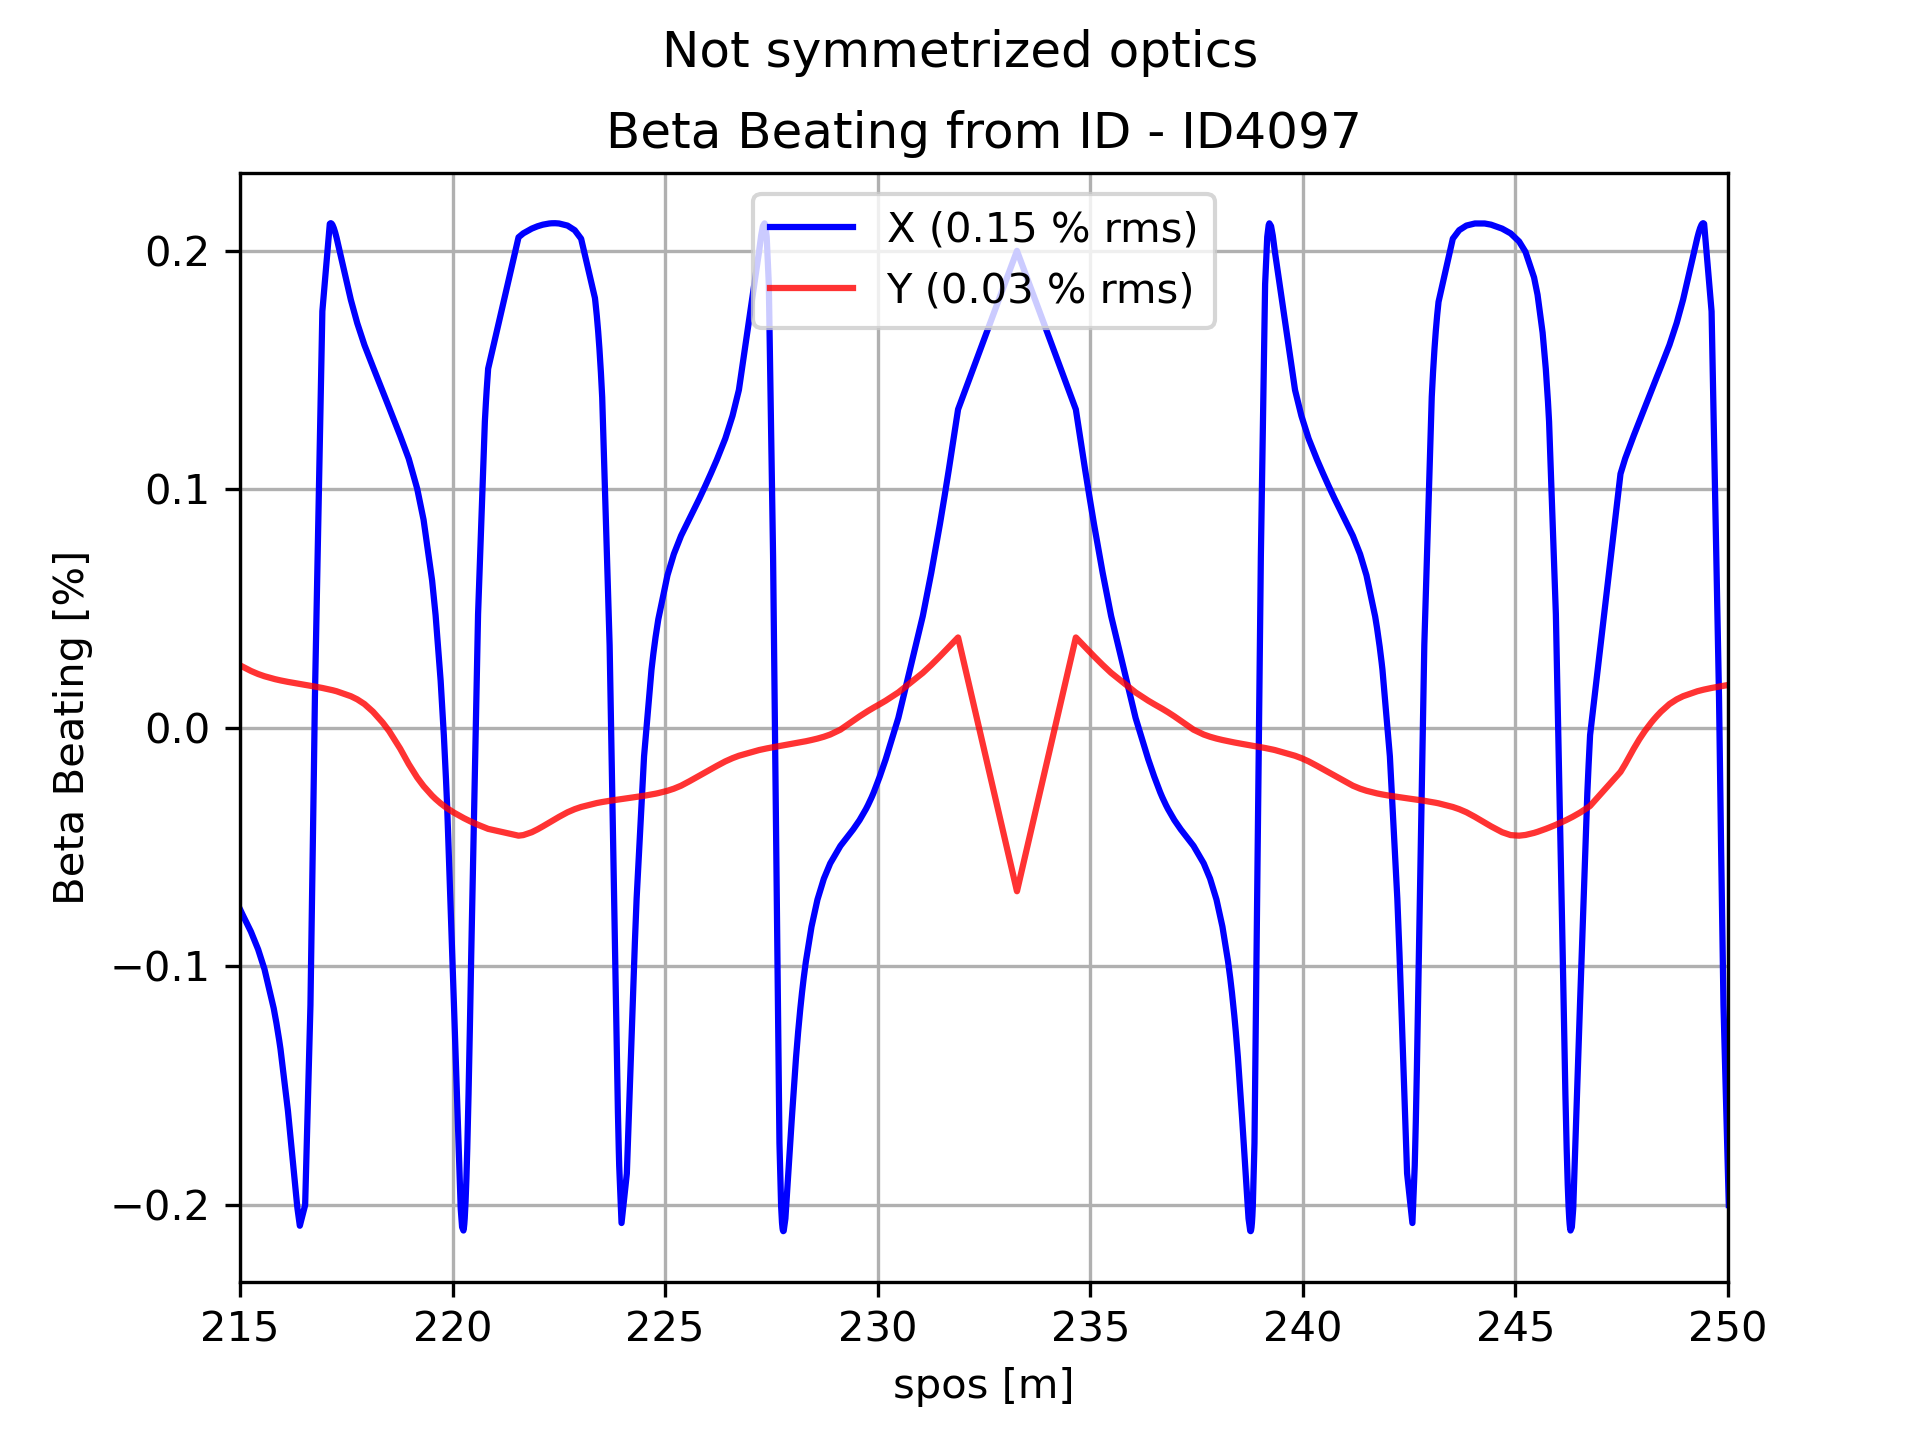 Not symmetrized optics
Beta Beating from ID - ID4097
X (0.15 % rms)
Y (0.03 % rms)
Beta Beating [%]
0.2
0.1
0.0
−0.1
−0.2
215 220 225 230 235 240 245 250
spos [m]